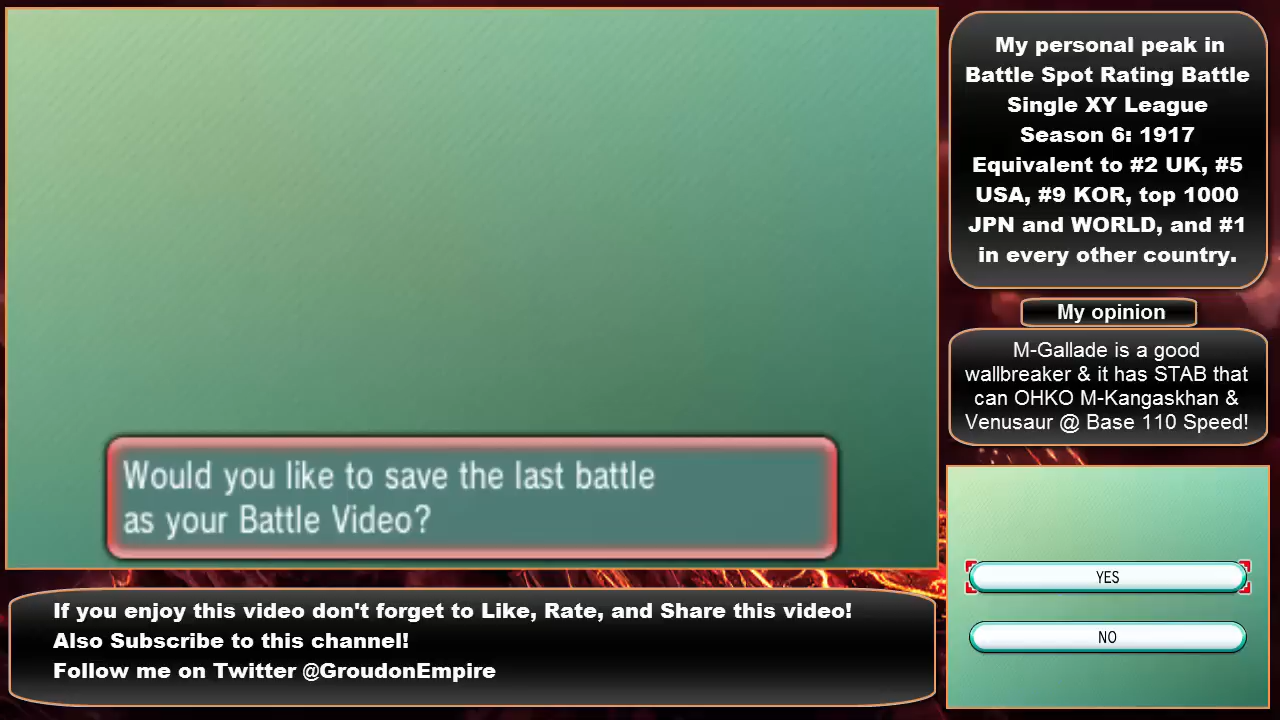 My personal peak in
Battle Spot Rating Battle
Single XY League
Season 6: 1917
Equivalent to #2 UK, #5
USA, #9 KOR, top 1000
JPN and WORLD, and #1
in every other country.
My opinion
M-Gallade is a good
wallbreaker & it has STAB that
can OHKO M-Kangaskhan &
Venusaur @ Base 110 Speed!
Would you like to save the last battle
as your Battle Video?
YES
NO
If you enjoy this video don't forget to Like, Rate, and Share this video!
Also Subscribe to this channel!
Follow me on Twitter @GroudonEmpire